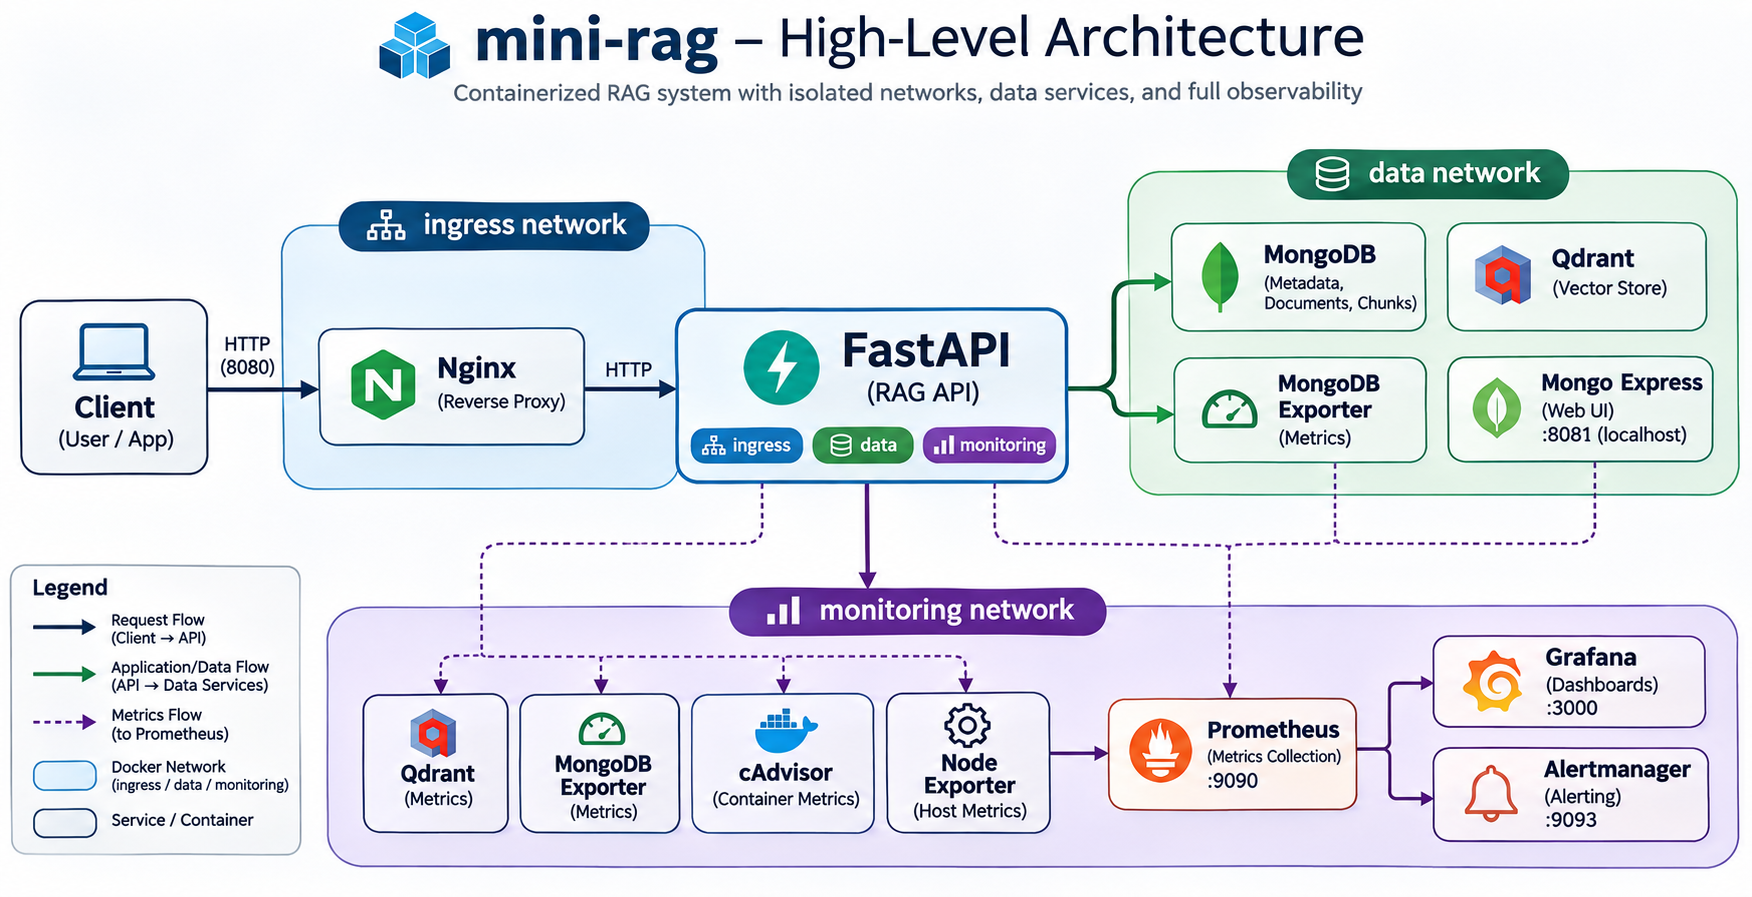 mini-rag – High-Level Architecture
Containerized RAG system with isolated networks, data services, and full observability
ingress network
data network
Client
(User / App)
HTTP
(8080)
Nginx
(Reverse Proxy)
HTTP
FastAPI
(RAG API)
ingress
data
monitoring
MongoDB
(Metadata,
Documents, Chunks)
Qdrant
(Vector Store)
MongoDB
Exporter
(Metrics)
Mongo Express
(Web UI)
:8081 (localhost)
Legend
Request Flow
(Client → API)
Application/Data Flow
(API → Data Services)
Metrics Flow
(to Prometheus)
Docker Network
(ingress / data / monitoring)
Service / Container
monitoring network
Qdrant
(Metrics)
MongoDB
Exporter
(Metrics)
cAdvisor
(Container Metrics)
Node
Exporter
(Host Metrics)
Prometheus
(Metrics Collection)
:9090
Grafana
(Dashboards)
:3000
Alertmanager
(Alerting)
:9093